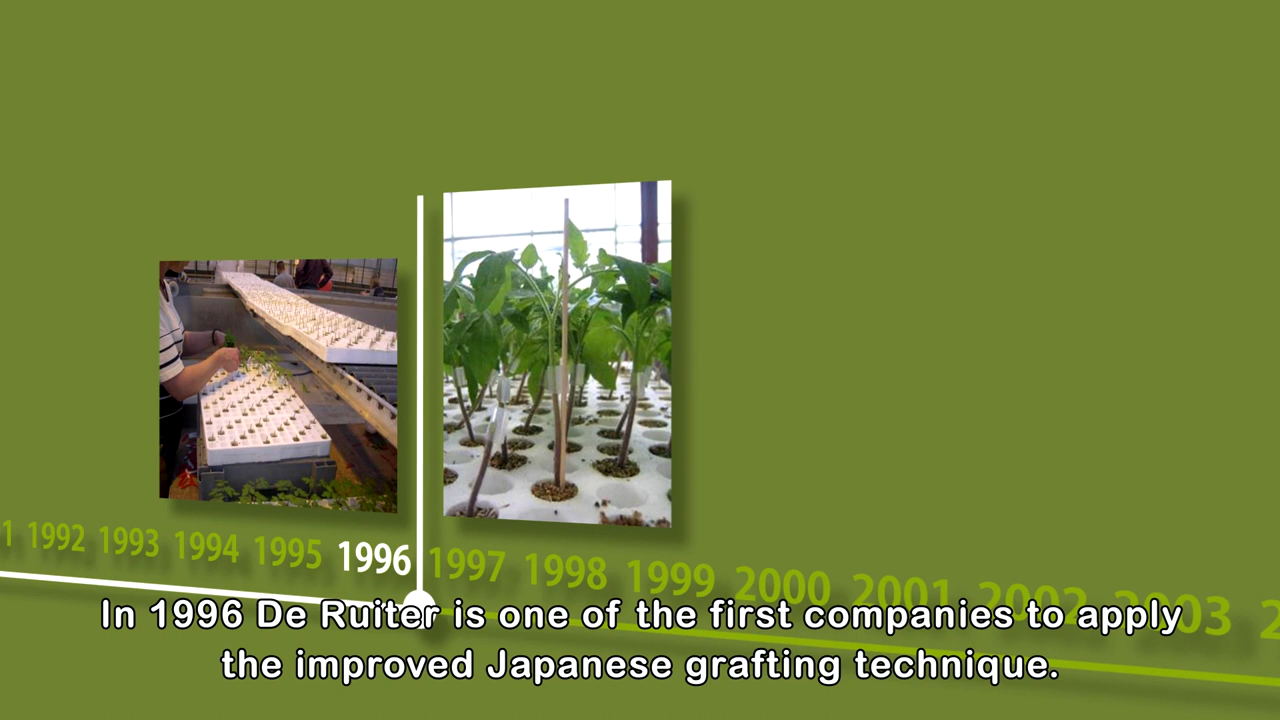 1 1992 1993 1994 1995 1996 1997 1998 1999 2000 2001 2002 2003 2
In 1996 De Ruiter is one of the first companies to apply
the improved Japanese grafting technique.